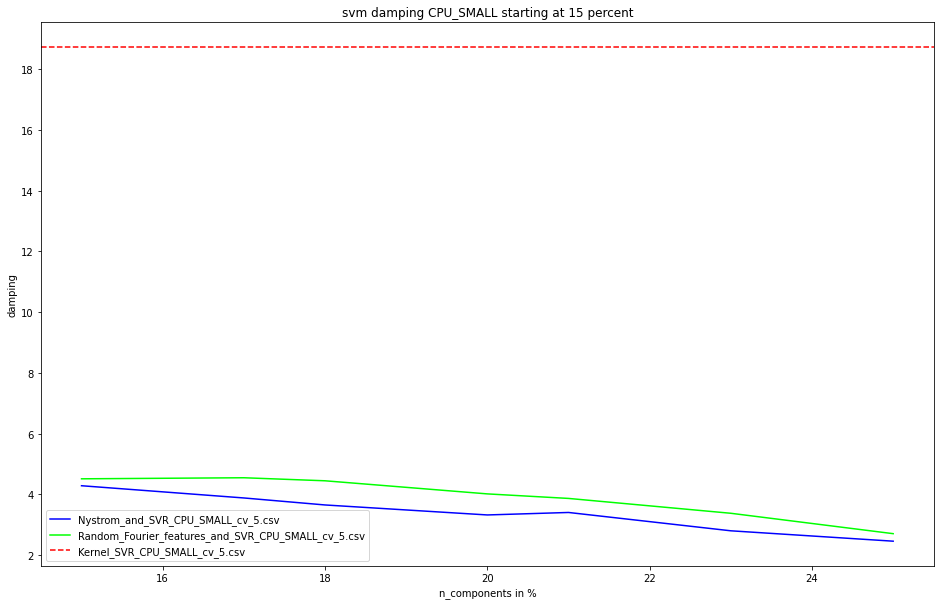 svm damping CPU_SMALL starting at 15 percent
damping
18
16
14
12
10
8
6
4
2
Nystrom_and_SVR_CPU_SMALL_cv_5.csv
Random_Fourier_features_and_SVR_CPU_SMALL_cv_5.csv
Kernel_SVR_CPU_SMALL_cv_5.csv
16 18 20 22 24
n_components in %